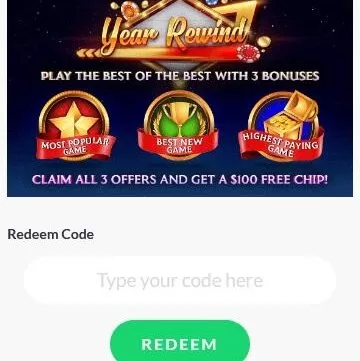 Year Rewind
PLAY THE BEST OF THE BEST WITH 3 BONUSES
MOST POPULAR
GAME
BEST NEW
GAME
HIGHEST PAYING
GAME
CLAIM ALL 3 OFFERS AND GET A $100 FREE CHIP!
Redeem Code
Type your code here
REDEEM